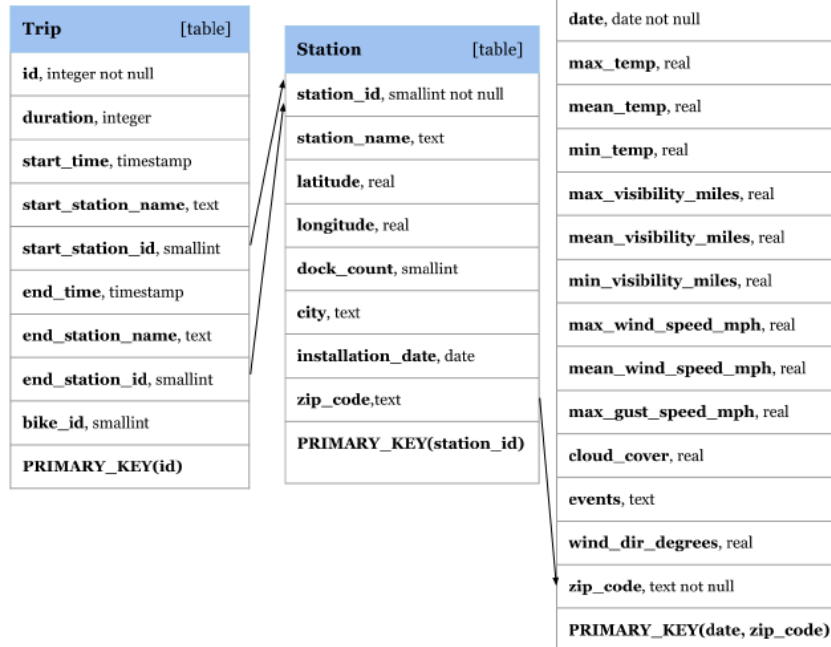 Trip [table]
id, integer not null
duration, integer
start_time, timestamp
start_station_name, text
start_station_id, smallint
end_time, timestamp
end_station_name, text
end_station_id, smallint
bike_id, smallint
PRIMARY_KEY(id)
Station [table]
station_id, smallint not null
station_name, text
latitude, real
longitude, real
dock_count, smallint
city, text
installation_date, date
zip_code,text
PRIMARY_KEY(station_id)
date, date not null
max_temp, real
mean_temp, real
min_temp, real
max_visibility_miles, real
mean_visibility_miles, real
min_visibility_miles, real
max_wind_speed_mph, real
mean_wind_speed_mph, real
max_gust_speed_mph, real
cloud_cover, real
events, text
wind_dir_degrees, real
zip_code, text not null
PRIMARY_KEY(date, zip_code)